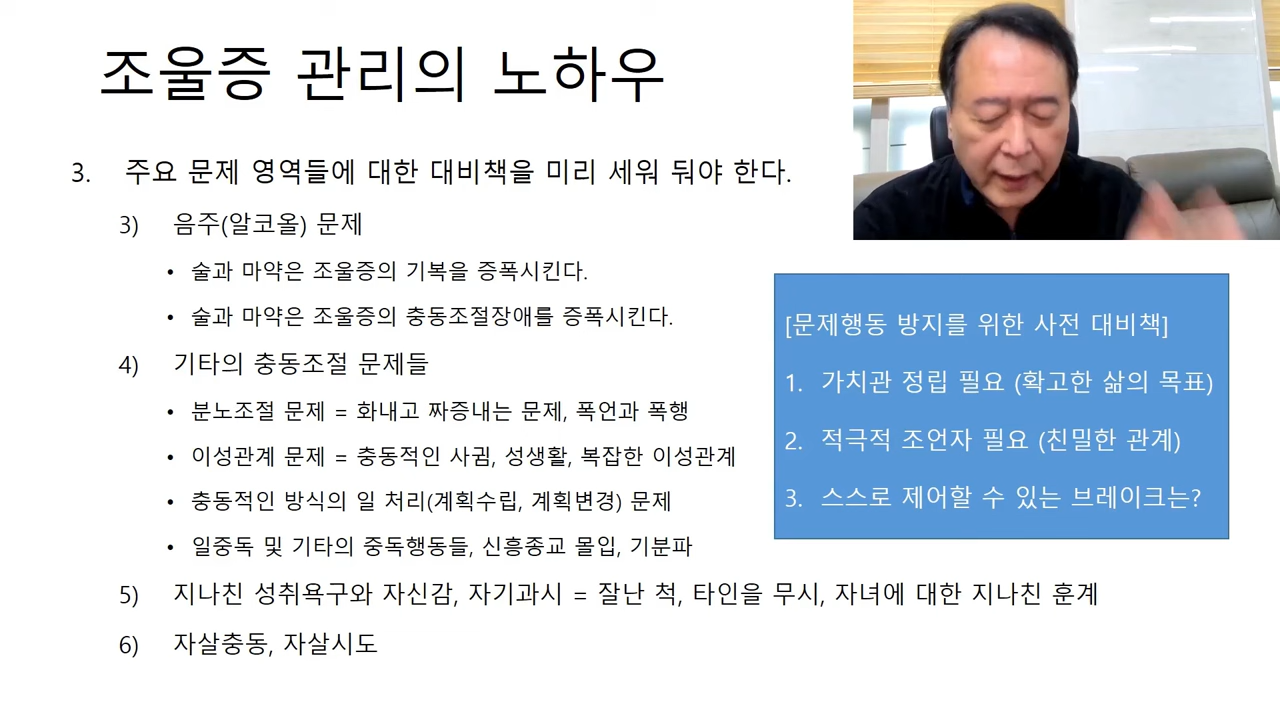 조울증 관리의 노하우
3. 주요 문제 영역들에 대한 대비책을 미리 세워 둬야 한다.
3) 음주(알코올) 문제
• 술과 마약은 조울증의 기복을 증폭시킨다.
• 술과 마약은 조울증의 충동조절장애를 증폭시킨다.
4) 기타의 충동조절 문제들
• 분노조절 문제 = 화내고 짜증내는 문제, 폭언과 폭행
• 이성관계 문제 = 충동적인 사귐, 성생활, 복잡한 이성관계
• 충동적인 방식의 일 처리(계획수립, 계획변경) 문제
• 일중독 및 기타의 중독행동들, 신흥종교 몰입, 기분파
5) 지나친 성취욕구와 자신감, 자기과시 = 잘난 척, 타인을 무시, 자녀에 대한 지나친 훈계
6) 자살충동, 자살시도
[문제행동 방지를 위한 사전 대비책]
1. 가치관 정립 필요 (확고한 삶의 목표)
2. 적극적 조언자 필요 (친밀한 관계)
3. 스스로 제어할 수 있는 브레이크는?